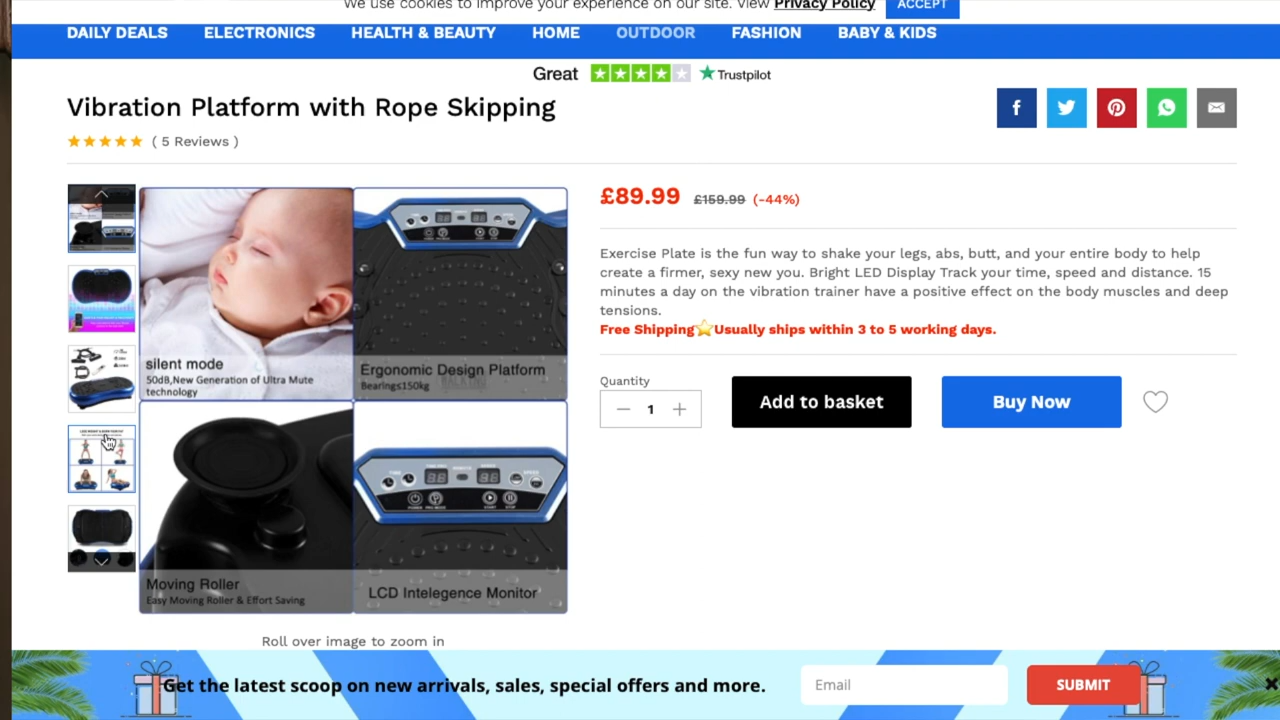 We use cookies to improve your experience on our site. View Privacy Policy ACCEPT
DAILY DEALS ELECTRONICS HEALTH & BEAUTY HOME OUTDOOR FASHION BABY & KIDS
Great Trustpilot
Vibration Platform with Rope Skipping
( 5 Reviews )
£89.99 £159.99 (-44%)
Exercise Plate is the fun way to shake your legs, abs, butt, and your entire body to help
create a firmer, sexy new you. Bright LED Display Track your time, speed and distance. 15
minutes a day on the vibration trainer have a positive effect on the body muscles and deep
tensions.
Free Shipping⭐Usually ships within 3 to 5 working days.
Quantity
1
Add to basket
Buy Now
silent mode
50dB,New Generation of Ultra Mute
technology
Ergonomic Design Platform
Bearing≤150kg
Moving Roller
Easy Moving Roller & Effort Saving
LCD Intelegence Monitor
Roll over image to zoom in
Get the latest scoop on new arrivals, sales, special offers and more.
Email
SUBMIT